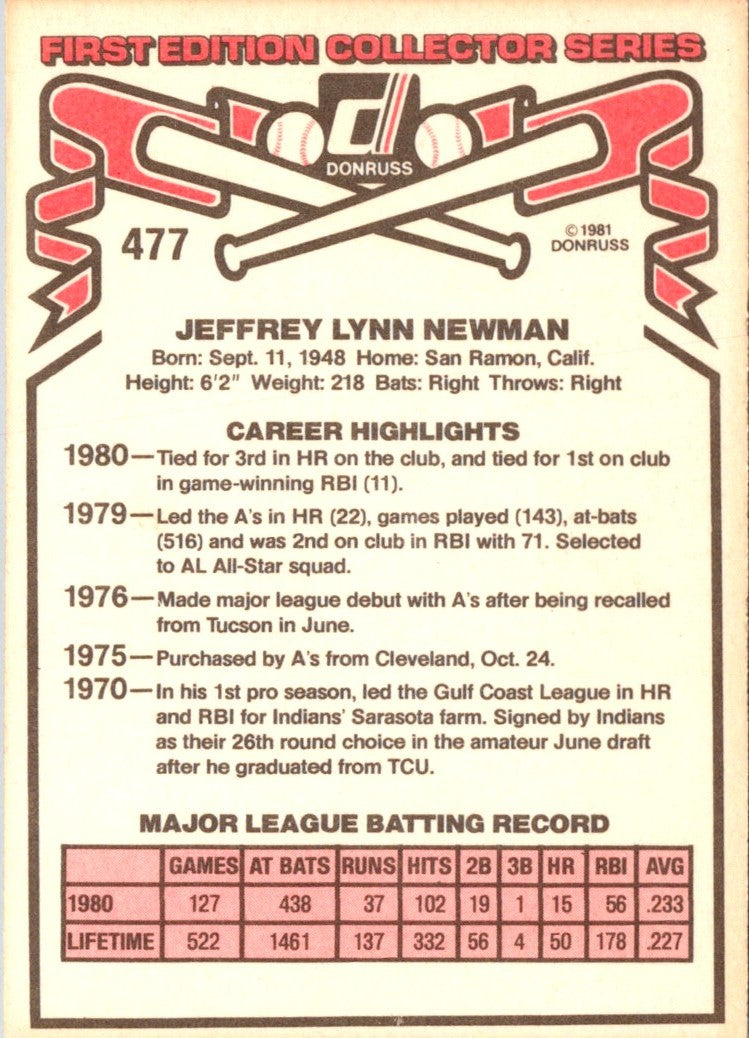 FIRST EDITION COLLECTOR SERIES
d
DONRUSS
477
© 1981
DONRUSS
JEFFREY LYNN NEWMAN
Born: Sept. 11, 1948 Home: San Ramon, Calif.
Height: 6'2" Weight: 218 Bats: Right Throws: Right
CAREER HIGHLIGHTS
1980—Tied for 3rd in HR on the club, and tied for 1st on club
in game-winning RBI (11).
1979—Led the A's in HR (22), games played (143), at-bats
(516) and was 2nd on club in RBI with 71. Selected
to AL All-Star squad.
1976—Made major league debut with A's after being recalled
from Tucson in June.
1975—Purchased by A's from Cleveland, Oct. 24.
1970—In his 1st pro season, led the Gulf Coast League in HR
and RBI for Indians' Sarasota farm. Signed by Indians
as their 26th round choice in the amateur June draft
after he graduated from TCU.
MAJOR LEAGUE BATTING RECORD
GAMES AT BATS RUNS HITS 2B 3B HR RBI AVG
1980 127 438 37 102 19 1 15 56 .233
LIFETIME 522 1461 137 332 56 4 50 178 .227